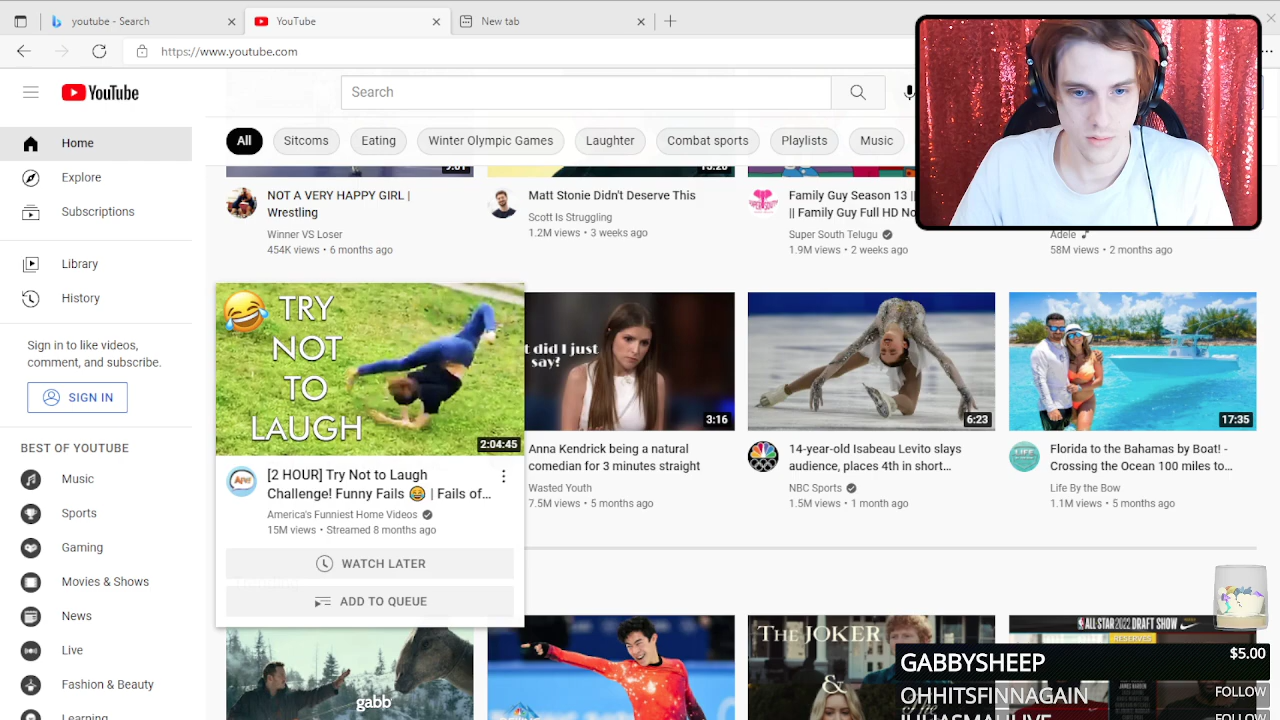 youtube - Search
YouTube
New tab
https://www.youtube.com
YouTube
Search
Home
Explore
Subscriptions
Library
History
Sign in to like videos,
comment, and subscribe.
SIGN IN
BEST OF YOUTUBE
Music
Sports
Gaming
Movies & Shows
News
Live
Fashion & Beauty
Learning
All
Sitcoms
Eating
Winter Olympic Games
Laughter
Combat sports
Playlists
Music
NOT A VERY HAPPY GIRL |
Wrestling
Winner VS Loser
454K views • 6 months ago
Matt Stonie Didn't Deserve This
Scott Is Struggling
1.2M views • 3 weeks ago
Family Guy Season 13 ||
|| Family Guy Full HD No
Super South Telugu
1.9M views • 2 weeks ago
Adele
58M views • 2 months ago
TRY
NOT
TO
LAUGH
2:04:45
[2 HOUR] Try Not to Laugh
Challenge! Funny Fails 😂 | Fails of...
America's Funniest Home Videos
15M views • Streamed 8 months ago
WATCH LATER
ADD TO QUEUE
t did I just
say?
3:16
Anna Kendrick being a natural
comedian for 3 minutes straight
Wasted Youth
7.5M views • 5 months ago
6:23
14-year-old Isabeau Levito slays
audience, places 4th in short...
NBC Sports
1.5M views • 1 month ago
17:35
Florida to the Bahamas by Boat! -
Crossing the Ocean 100 miles to...
Life By the Bow
1.1M views • 5 months ago
gabb
THE JOKER
&
ALL-STAR 2022 DRAFT SHOW
RESERVES
GABBYSHEEP
$5.00
OHHITSFINNAGAIN
FOLLOW
FOLLOW